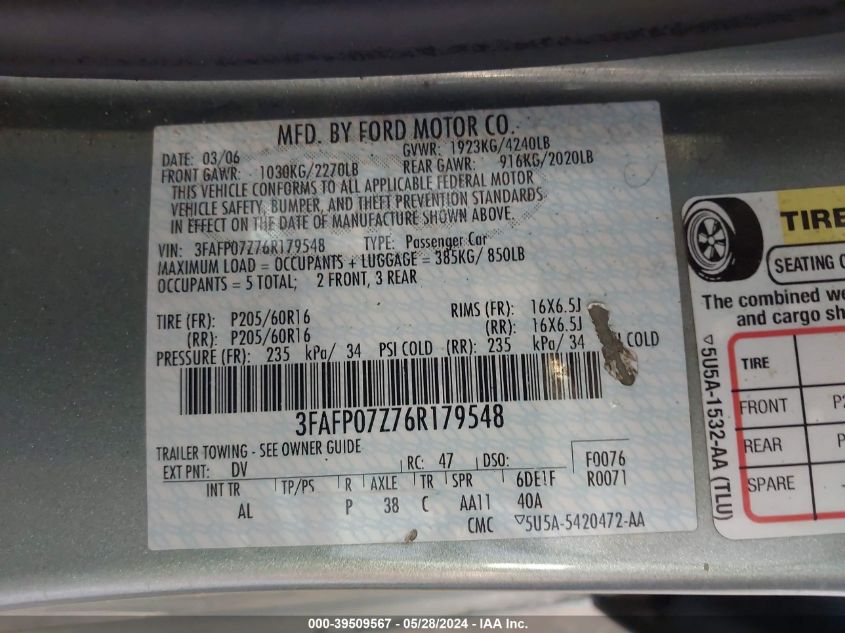 MFD. BY FORD MOTOR CO.
DATE: 03/06 GVWR: 1923KG/4240LB
FRONT GAWR: 1030KG/2270LB REAR GAWR: 916KG/2020LB
THIS VEHICLE CONFORMS TO ALL APPLICABLE FEDERAL MOTOR
VEHICLE SAFETY, BUMPER, AND THEFT PREVENTION STANDARDS
IN EFFECT ON THE DATE OF MANUFACTURE SHOWN ABOVE.
VIN: 3FAFP07Z76R179548 TYPE: Passenger Car
MAXIMUM LOAD = OCCUPANTS + LUGGAGE = 385KG/ 850LB
OCCUPANTS = 5 TOTAL; 2 FRONT, 3 REAR
TIRE (FR): P205/60R16 RIMS (FR): 16X6.5J
(RR): P205/60R16 (RR): 16X6.5J
PRESSURE (FR): 235 kPa/ 34 PSI COLD (RR): 235 kPa/ 34 PSI COLD
3FAFP07Z76R179548
TRAILER TOWING - SEE OWNER GUIDE
EXT PNT: DV RC: 47 DSO: F0076
INT TR TP/PS R AXLE TR SPR 6DE1F R0071
AL P 38 C AA11 40A
CMC ▽5U5A-5420472-AA
TIRE
SEATING
The combined
and cargo
TIRE
FRONT
REAR
SPARE
▽5U5A-1532-AA (TLU)
000-39509567 - 05/28/2024 - IAA Inc.